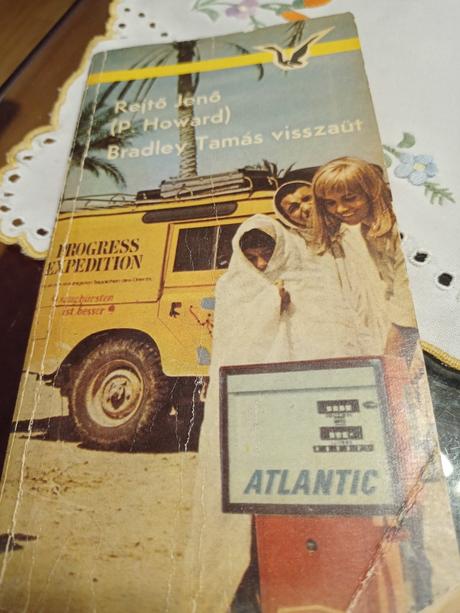 Rejtő Jenő
(P. Howard)
Bradley Tamás visszaüt
PROGRESS
EXPEDITION
ist besser
ATLANTIC